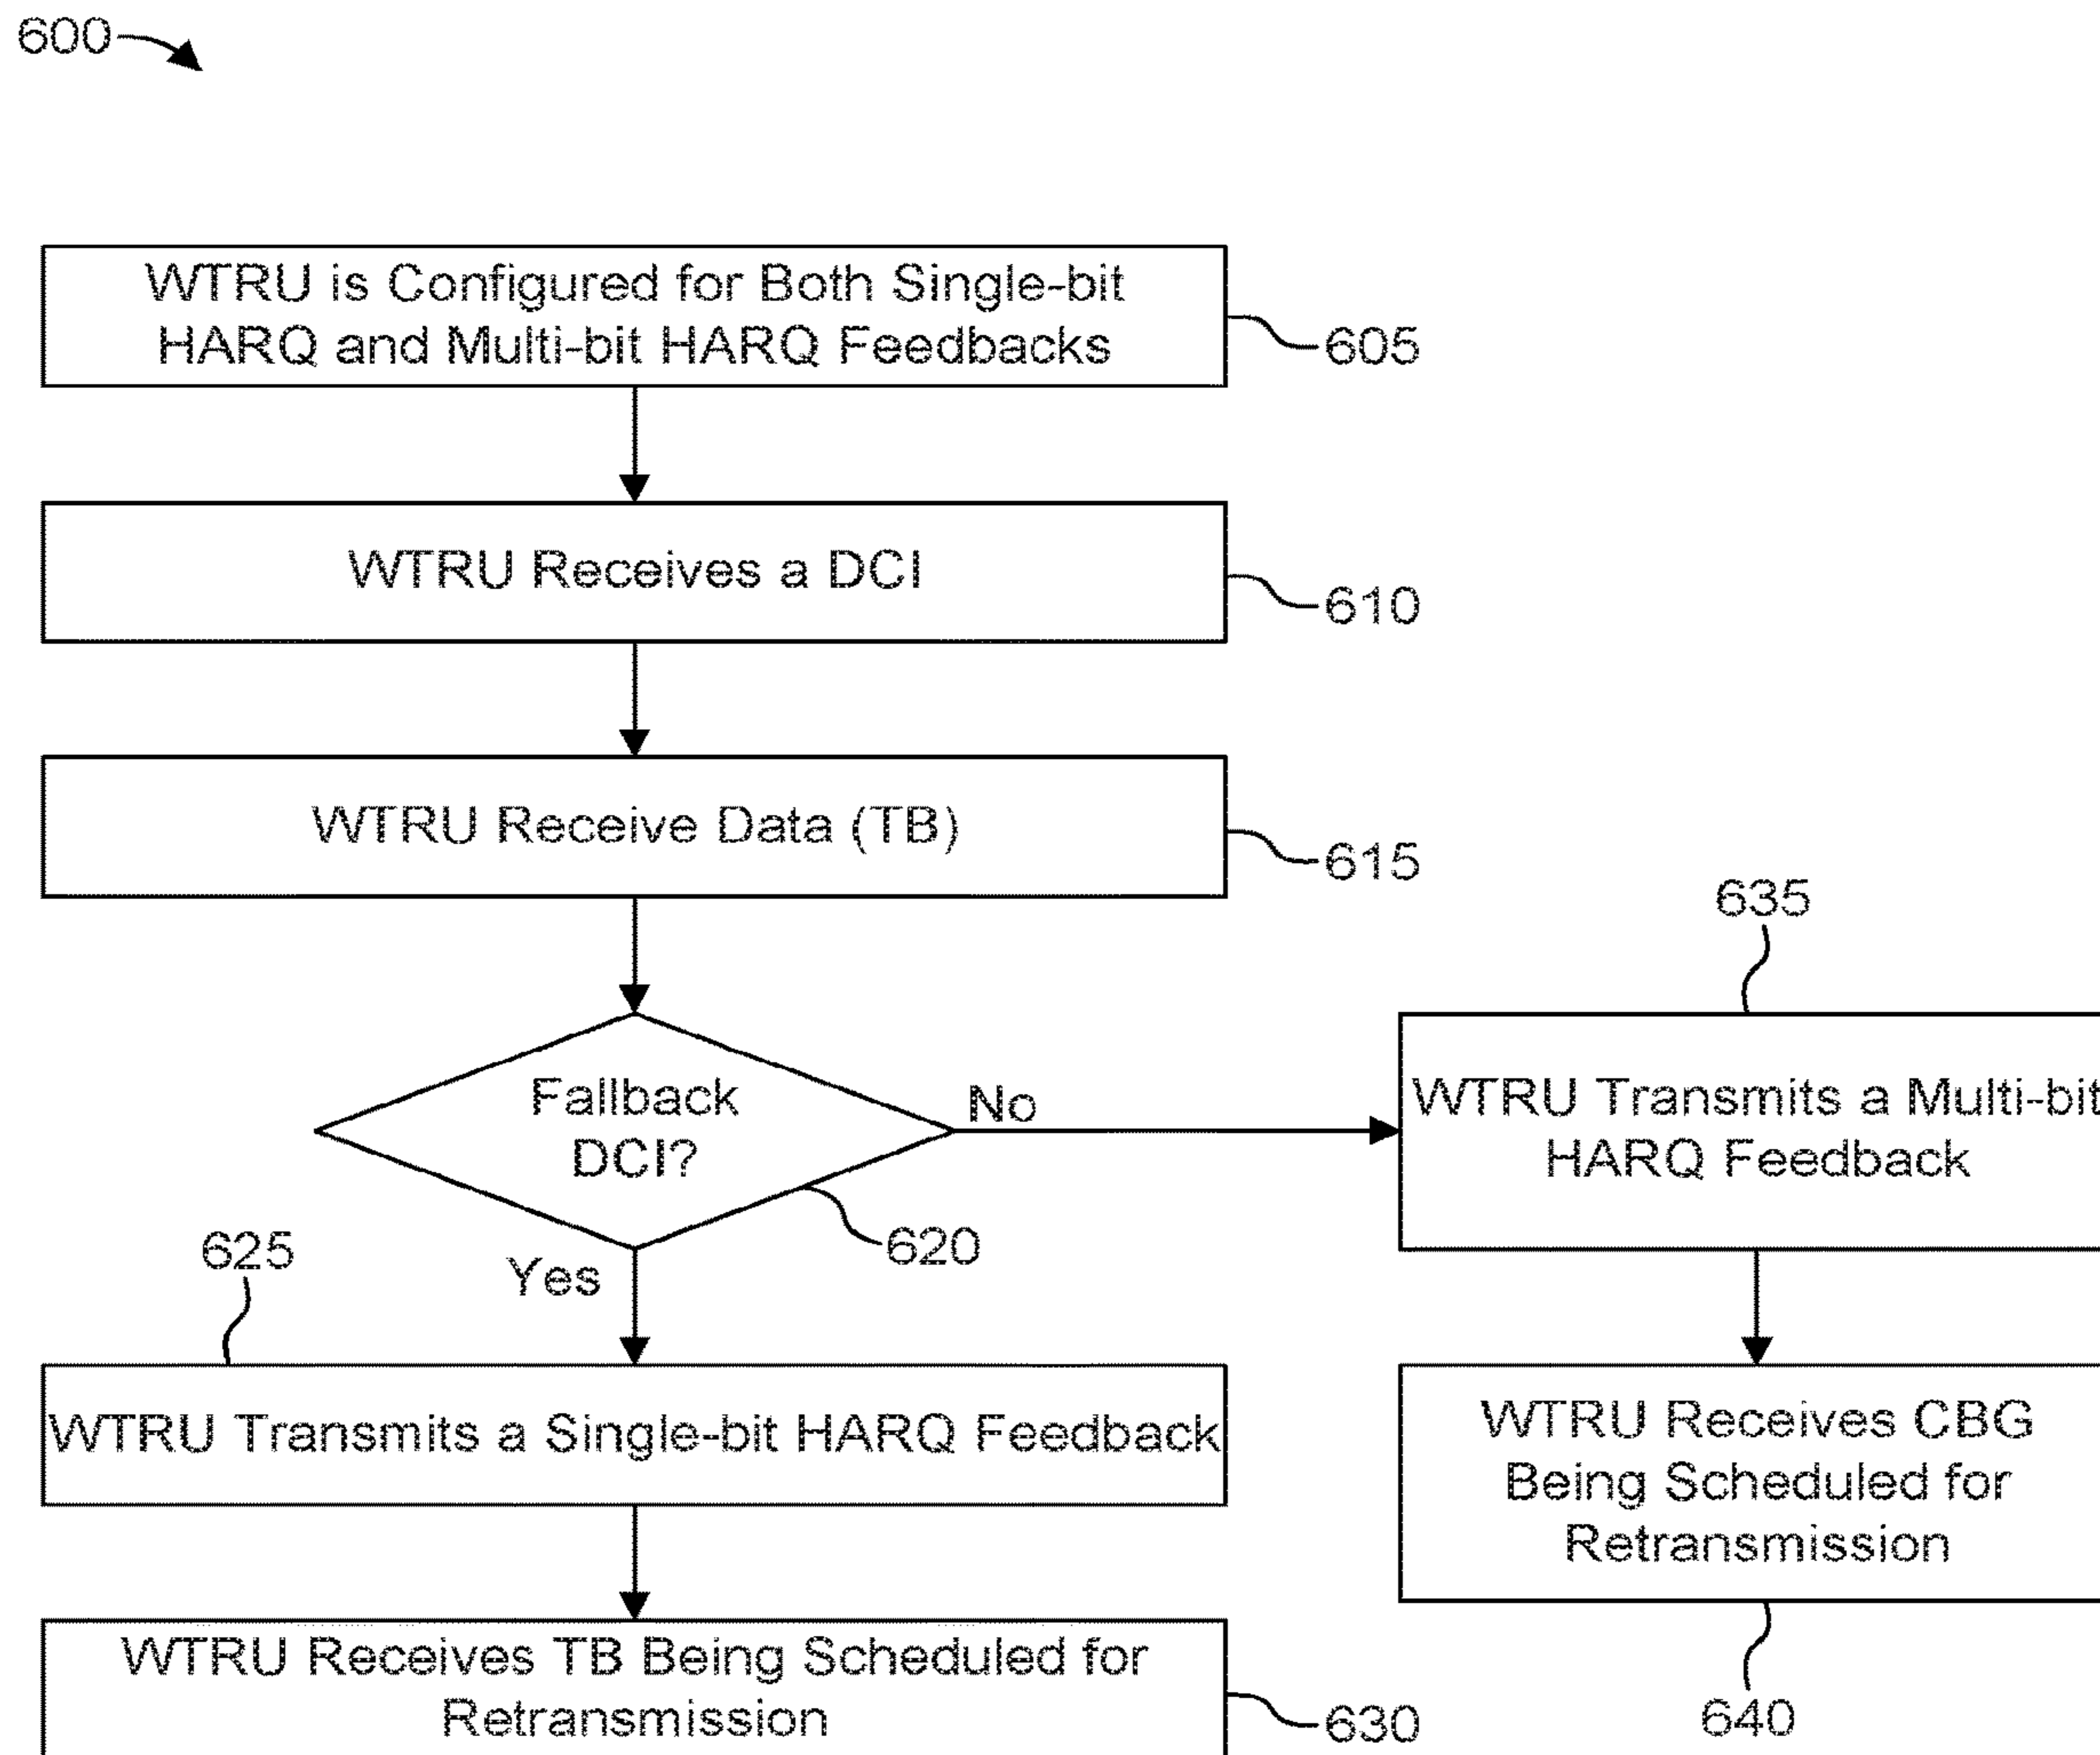 600
WTRU is Configured for Both Single-bit
HARQ and Multi-bit HARQ Feedbacks
605
WTRU Receives a DCI
610
WTRU Receive Data (TB)
615
635
Fallback
DCI?
No
WTRU Transmits a Multi-bit
HARQ Feedback
620
625
Yes
WTRU Transmits a Single-bit HARQ Feedback
WTRU Receives CBG
Being Scheduled for
Retransmission
WTRU Receives TB Being Scheduled for
Retransmission
630
640